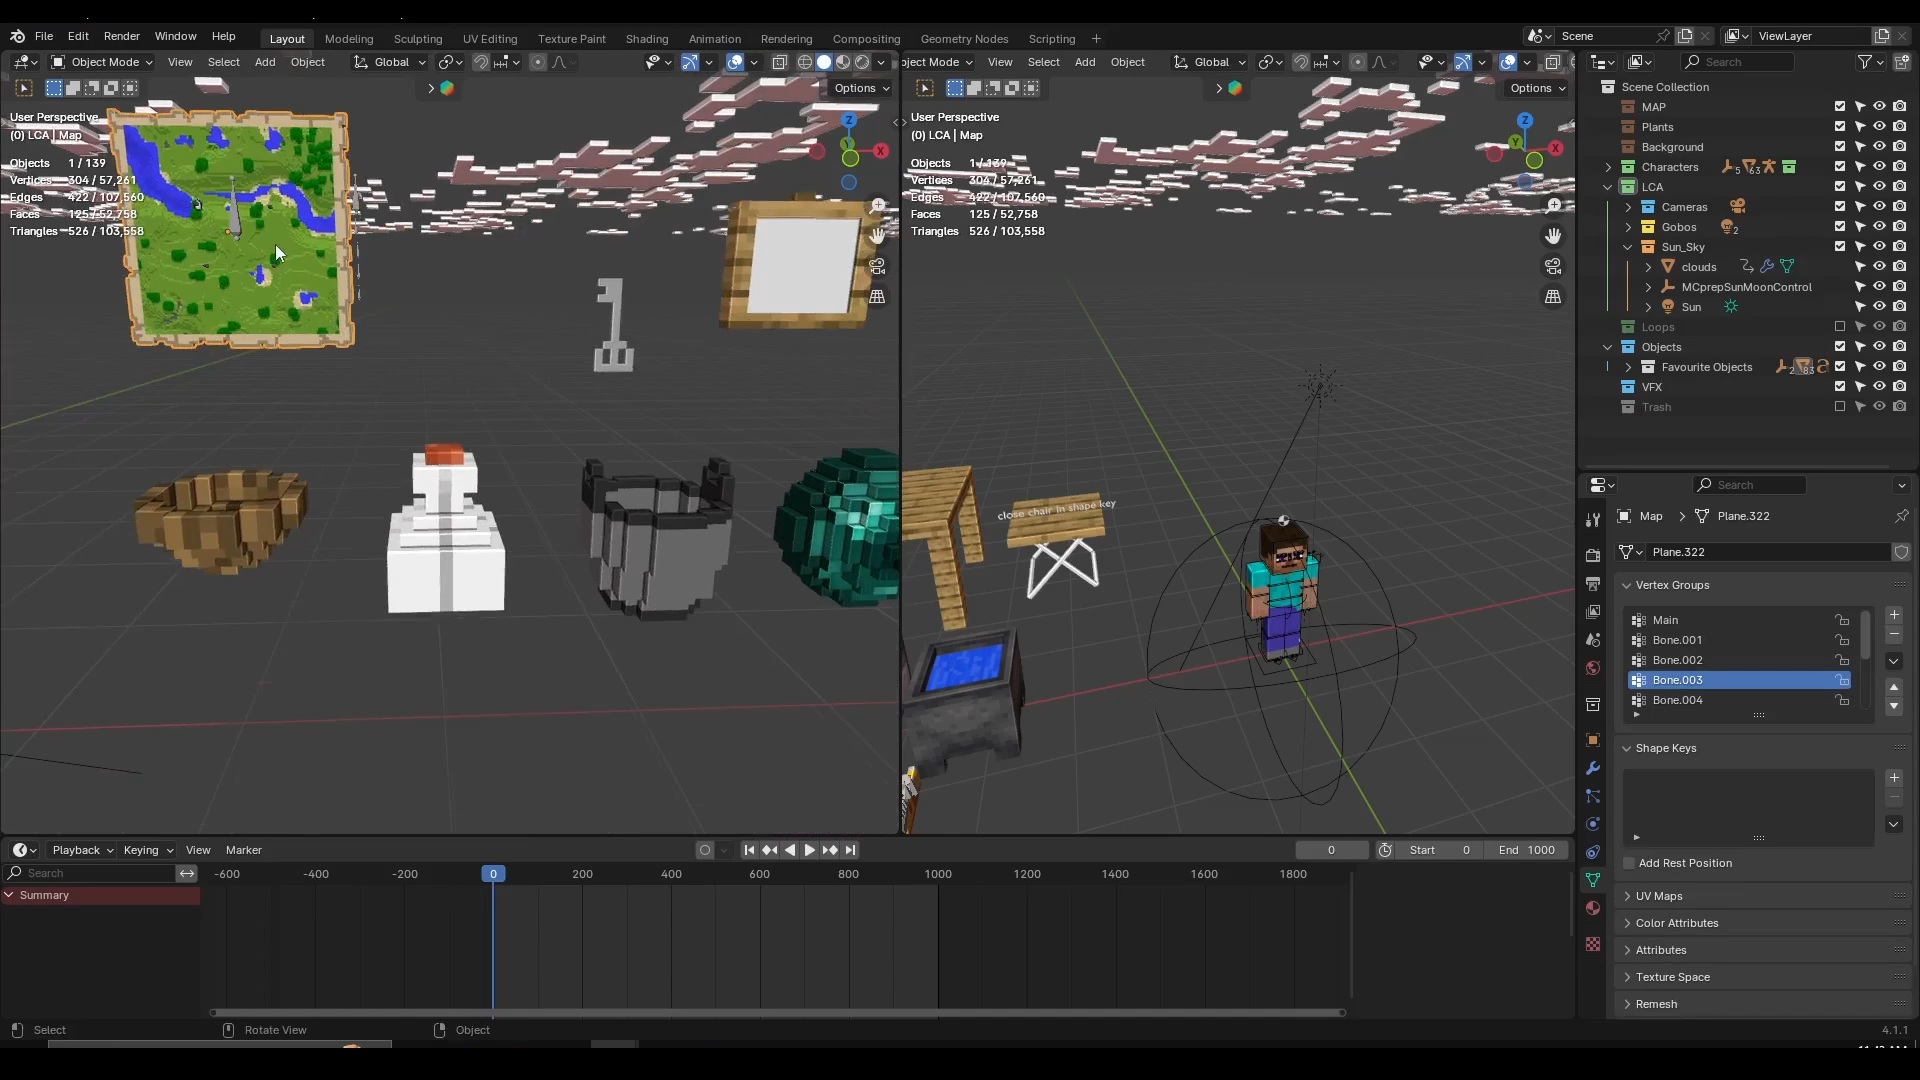 File Edit Render Window Help Layout Modeling Sculpting UV Editing Texture Paint Shading Animation Rendering Compositing Geometry Nodes Scripting Scene ViewLayer
Object Mode View Select Add Object Global
Options
User Perspective
(0) LCA | Map
Objects 1 / 139
Vertices 304 / 57,261
Edges 422 / 107,560
Faces 125 / 52,758
Triangles 526 / 103,558
Z
Y
X
ject Mode View Select Add Object Global
Options
User Perspective
(0) LCA | Map
Objects 1 / 139
Vertices 304 / 57,261
Edges 422 / 107,560
Faces 125 / 52,758
Triangles 526 / 103,558
Z
Y
X
close chair in shape key
Search
Scene Collection
MAP
Plants
Background
Characters 5 63
LCA
Cameras
Gobos 2
Sun_Sky
clouds
MCprepSunMoonControl
Sun
Loops
Objects
Favourite Objects 2 83
VFX
Trash
Search
Map Plane.322
Plane.322
Vertex Groups
Main
Bone.001
Bone.002
Bone.003
Bone.004
Shape Keys
Add Rest Position
UV Maps
Color Attributes
Attributes
Texture Space
Remesh
Playback Keying View Marker 0 Start 0 End 1000
Search -600 -400 -200 0 200 400 600 800 1000 1200 1400 1600 1800
Summary
Select Rotate View Object 4.1.1